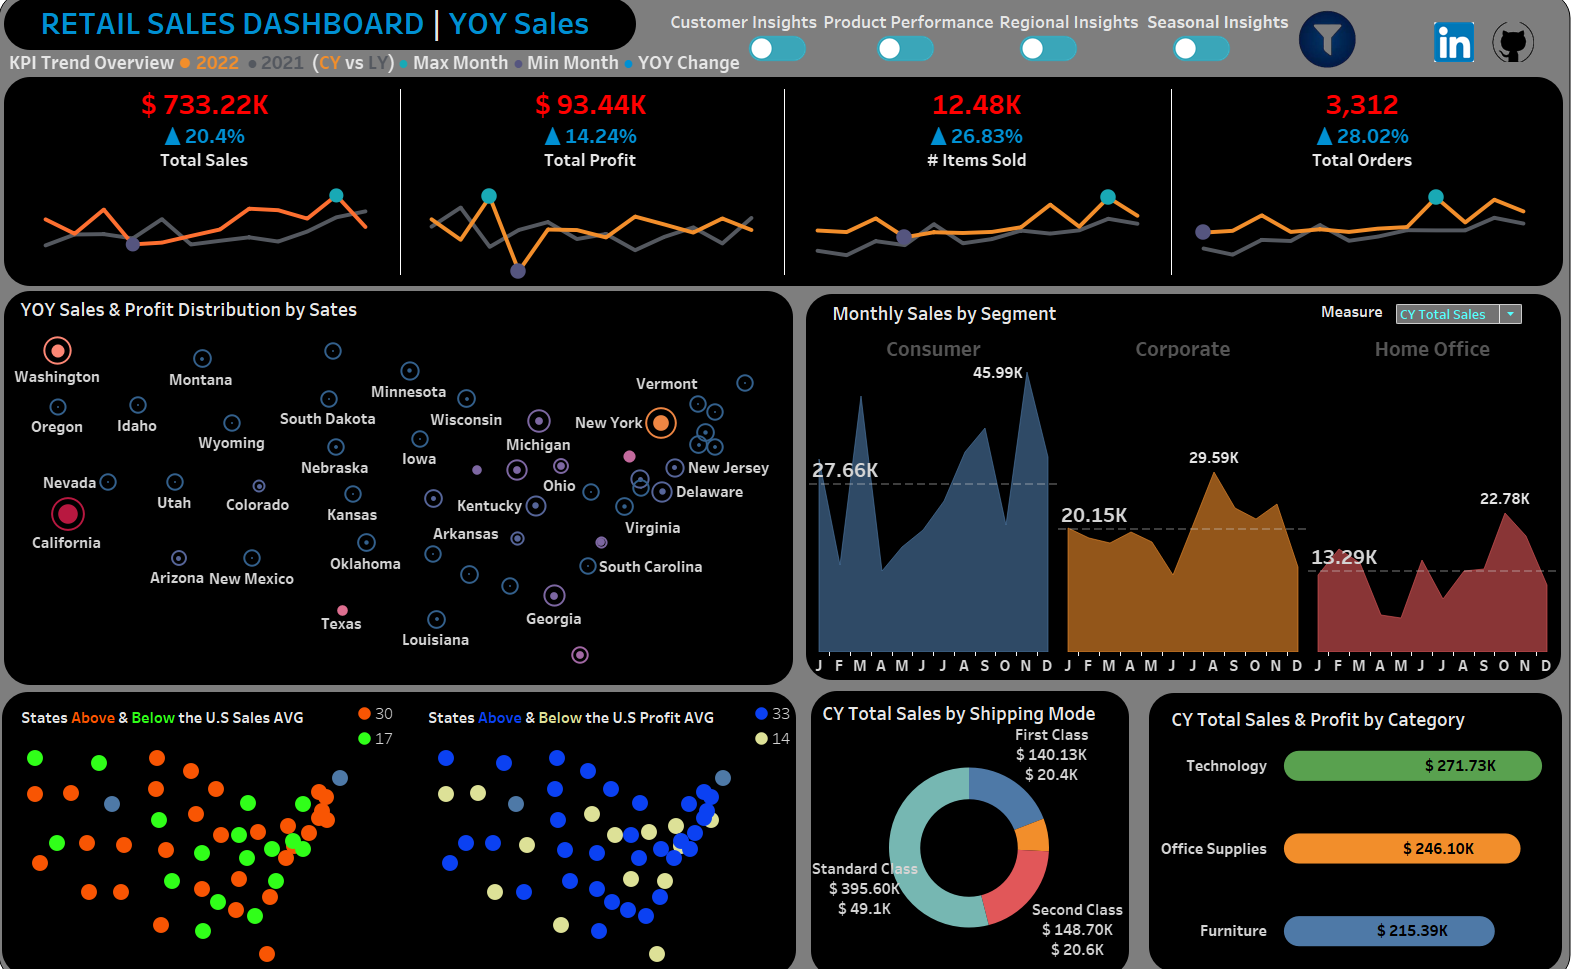 RETAIL SALES DASHBOARD | YOY Sales
Customer Insights Product Performance Regional Insights Seasonal Insights
in
KPI Trend Overview 2022 2021 (CY vs LY) Max Month Min Month YOY Change
$ 733.22K
▲ 20.4%
Total Sales
$ 93.44K
▲ 14.24%
Total Profit
12.48K
▲ 26.83%
# Items Sold
3,312
▲ 28.02%
Total Orders
YOY Sales & Profit Distribution by Sates
Washington
Montana
Minnesota
Vermont
Oregon
Idaho
South Dakota
Wisconsin
New York
Wyoming
Michigan
Nebraska
Iowa
New Jersey
Nevada
Utah
Colorado
Kansas
Ohio
Kentucky
Delaware
California
Arkansas
Virginia
Arizona
New Mexico
Oklahoma
South Carolina
Texas
Louisiana
Georgia
Monthly Sales by Segment
Measure
CY Total Sales
Consumer
Corporate
Home Office
45.99K
27.66K
29.59K
20.15K
22.78K
13.29K
J F M A M J J A S O N D
J F M A M J J A S O N D
J F M A M J J A S O N D
States Above & Below the U.S Sales AVG
30
17
States Above & Below the U.S Profit AVG
33
14
CY Total Sales by Shipping Mode
First Class
$ 140.13K
$ 20.4K
Standard Class
$ 395.60K
$ 49.1K
Second Class
$ 148.70K
$ 20.6K
CY Total Sales & Profit by Category
Technology
$ 271.73K
Office Supplies
$ 246.10K
Furniture
$ 215.39K